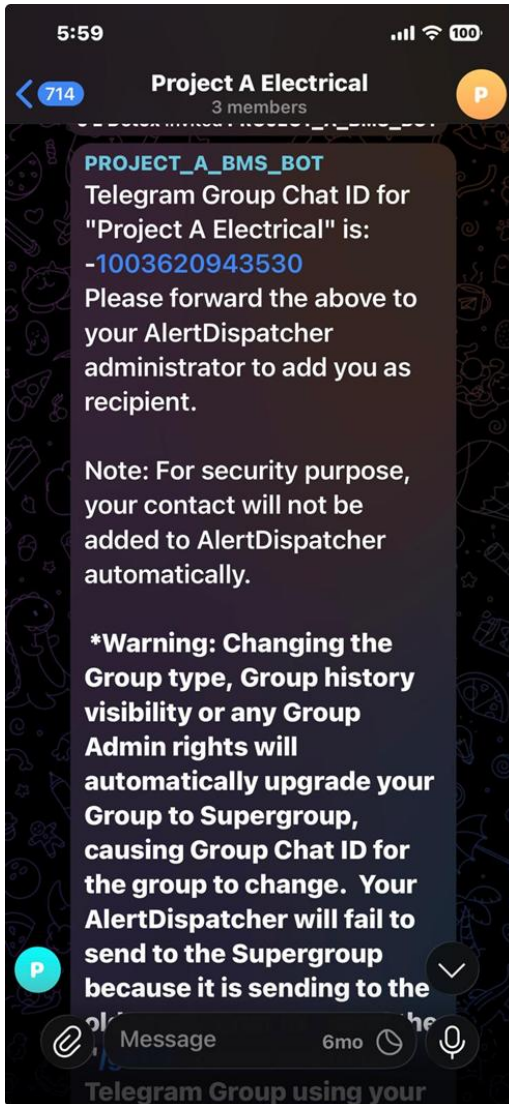 5:59
100
714
Project A Electrical
3 members
P
PROJECT_A_BMS_BOT
Telegram Group Chat ID for
"Project A Electrical" is:
-1003620943530
Please forward the above to
your AlertDispatcher
administrator to add you as
recipient.
Note: For security purpose,
your contact will not be
added to AlertDispatcher
automatically.
*Warning: Changing the
Group type, Group history
visibility or any Group
Admin rights will
automatically upgrade your
Group to Supergroup,
causing Group Chat ID for
the group to change.  Your
AlertDispatcher will fail to
send to the Supergroup
P
because it is sending to the
Message
6mo
Telegram Group using your